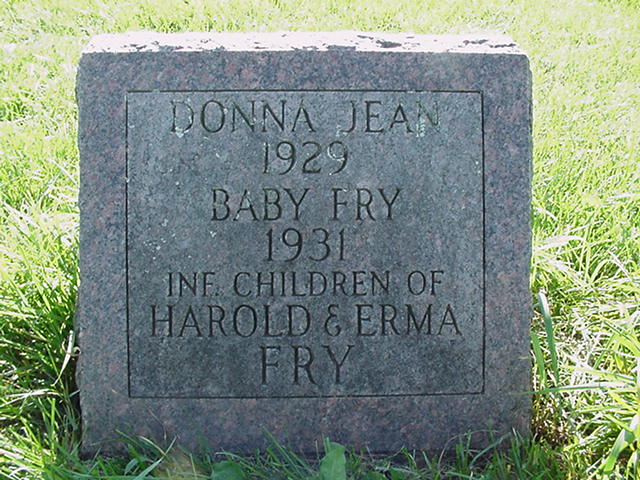 DONNA JEAN
1929
BABY FRY
1931
INF. CHILDREN OF
HAROLD & ERMA
FRY